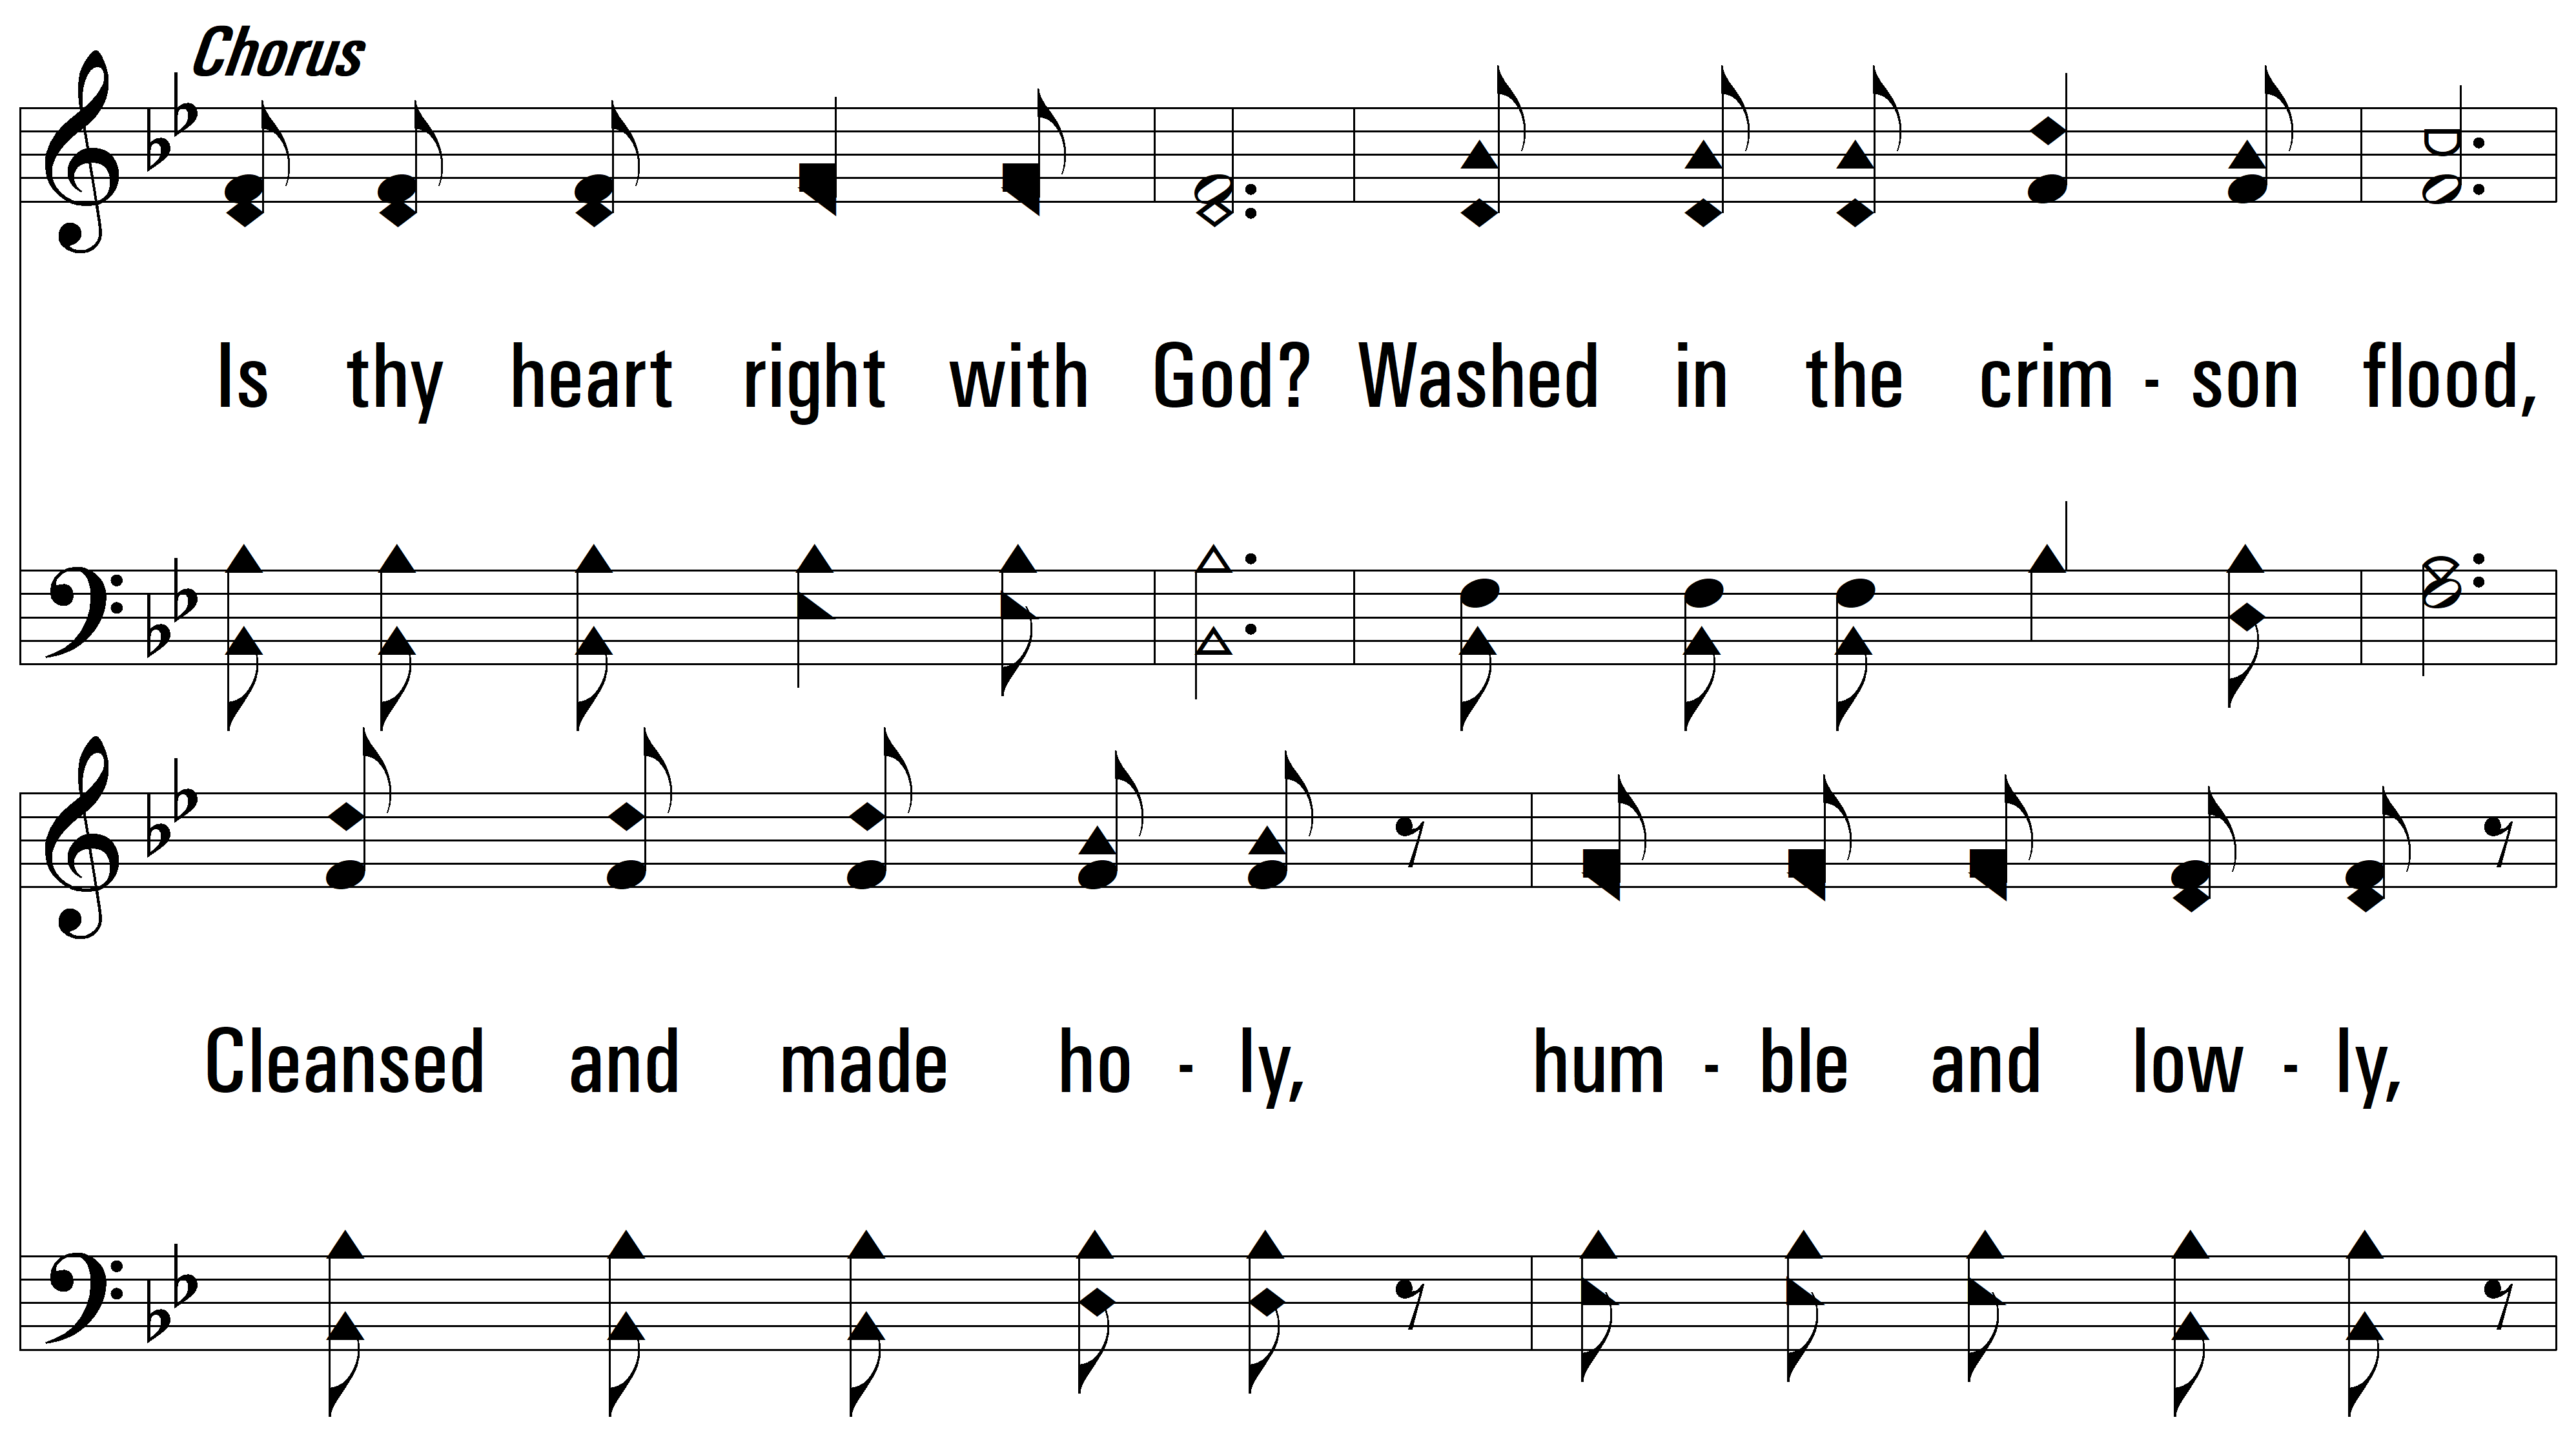 Chorus
Is thy heart right with God? Washed in the crim - son flood,
Cleansed and made ho - ly, hum - ble and low - ly,